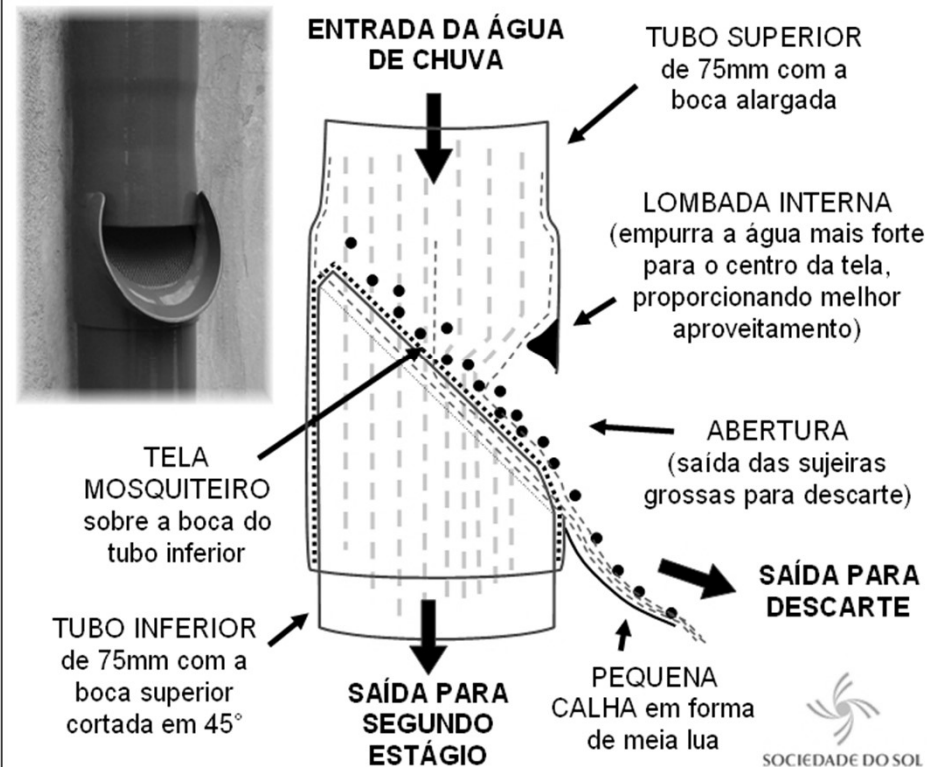 ENTRADA DA ÁGUA
DE CHUVA
TUBO SUPERIOR
de 75mm com a
boca alargada
LOMBADA INTERNA
(empurra a água mais forte
para o centro da tela,
proporcionando melhor
aproveitamento)
TELA
MOSQUITEIRO
sobre a boca do
tubo inferior
ABERTURA
(saída das sujeiras
grossas para descarte)
SAÍDA PARA
DESCARTE
TUBO INFERIOR
de 75mm com a
boca superior
cortada em 45°
SAÍDA PARA
SEGUNDO
ESTÁGIO
PEQUENA
CALHA em forma
de meia lua
SOCIEDADE DO SOL